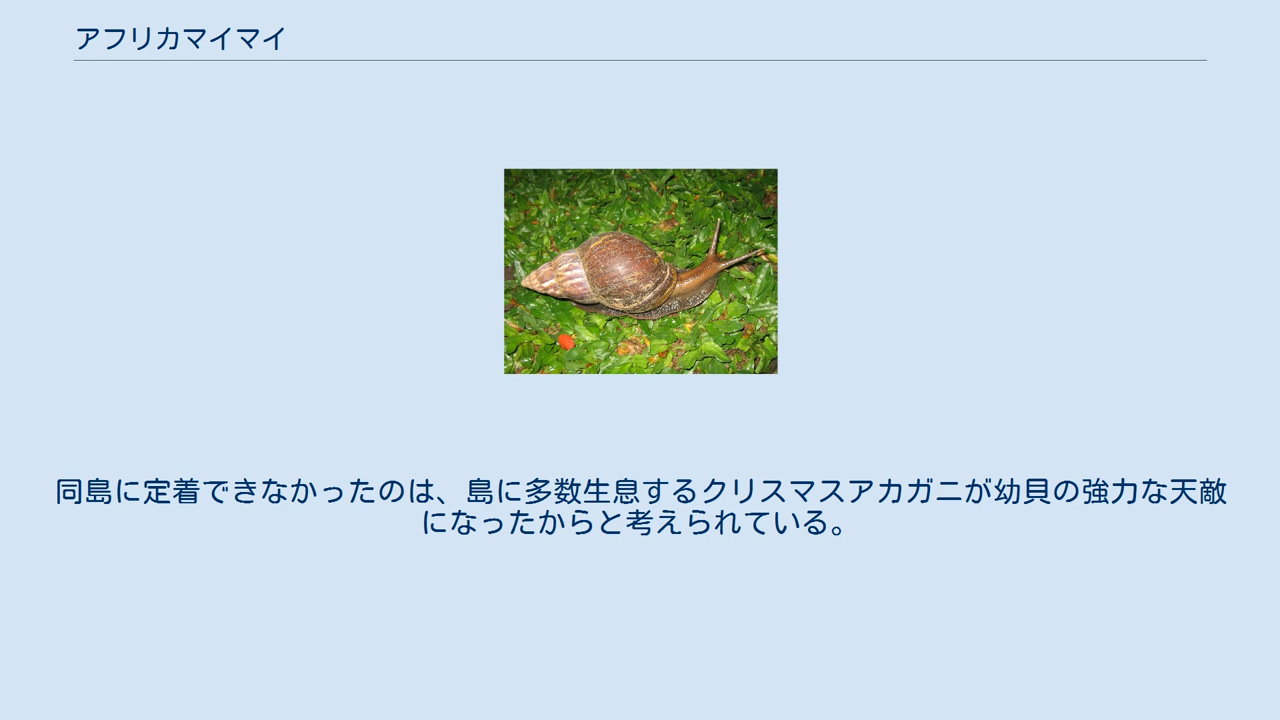 アフリカマイマイ
同島に定着できなかったのは、島に多数生息するクリスマスアカガニが幼貝の強力な天敵
になったからと考えられている。